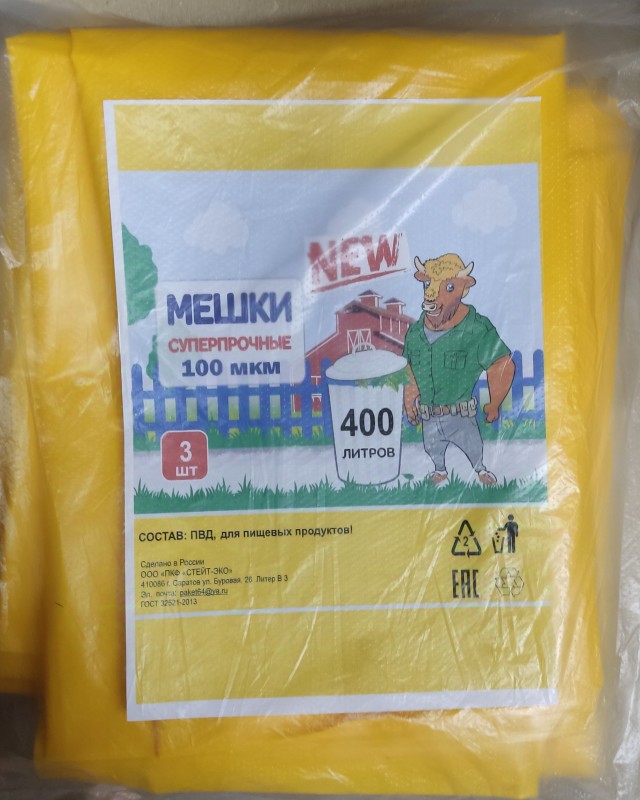 NEW
МЕШКИ
СУПЕРПРОЧНЫЕ
100 МКМ
400
ЛИТРОВ
3
ШТ
СОСТАВ: ПВД, для пищевых продуктов!
Сделано в России
ООО «ПКФ «СТЕЙТ-ЭКО»
410086 г. Саратов ул. Буровая, 26 Литер В 3
Эл. почта: paket64@ya.ru
ГОСТ 32521-2013
2
EAC